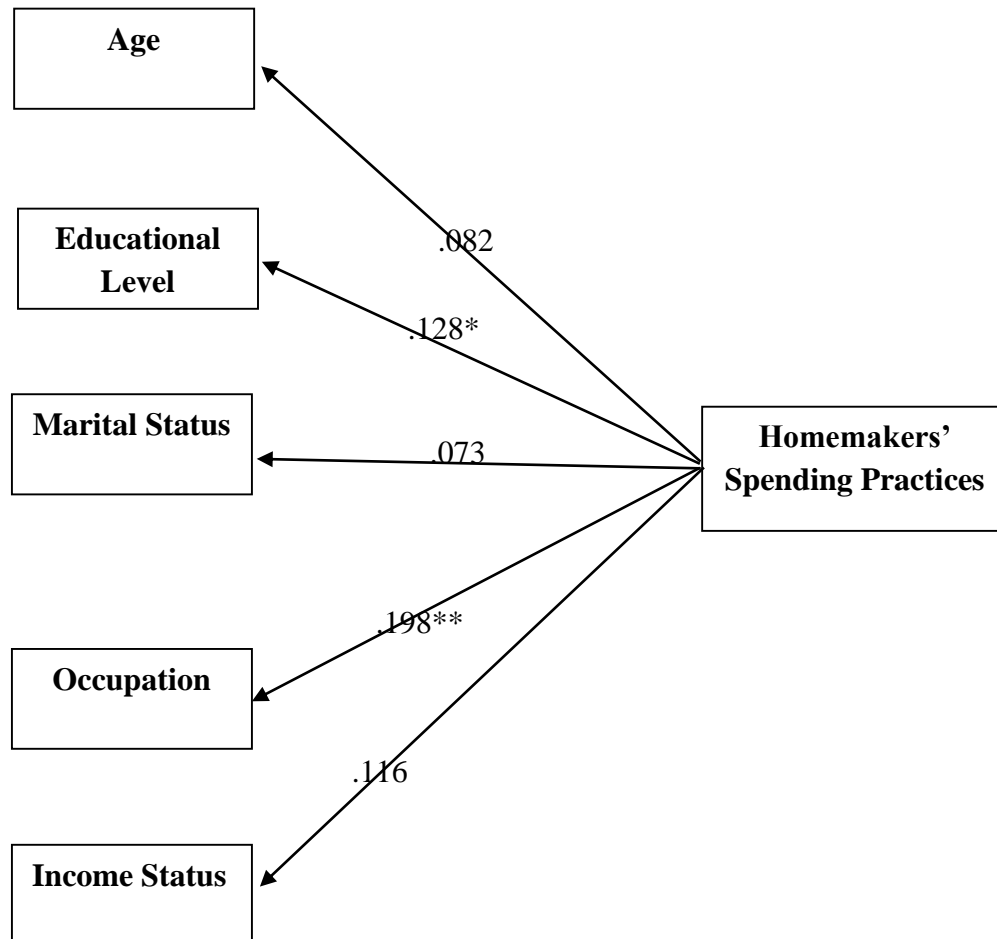 Age
.082
Educational
Level
.128*
Marital Status
.073
Homemakers’
Spending Practices
.198**
Occupation
.116
Income Status